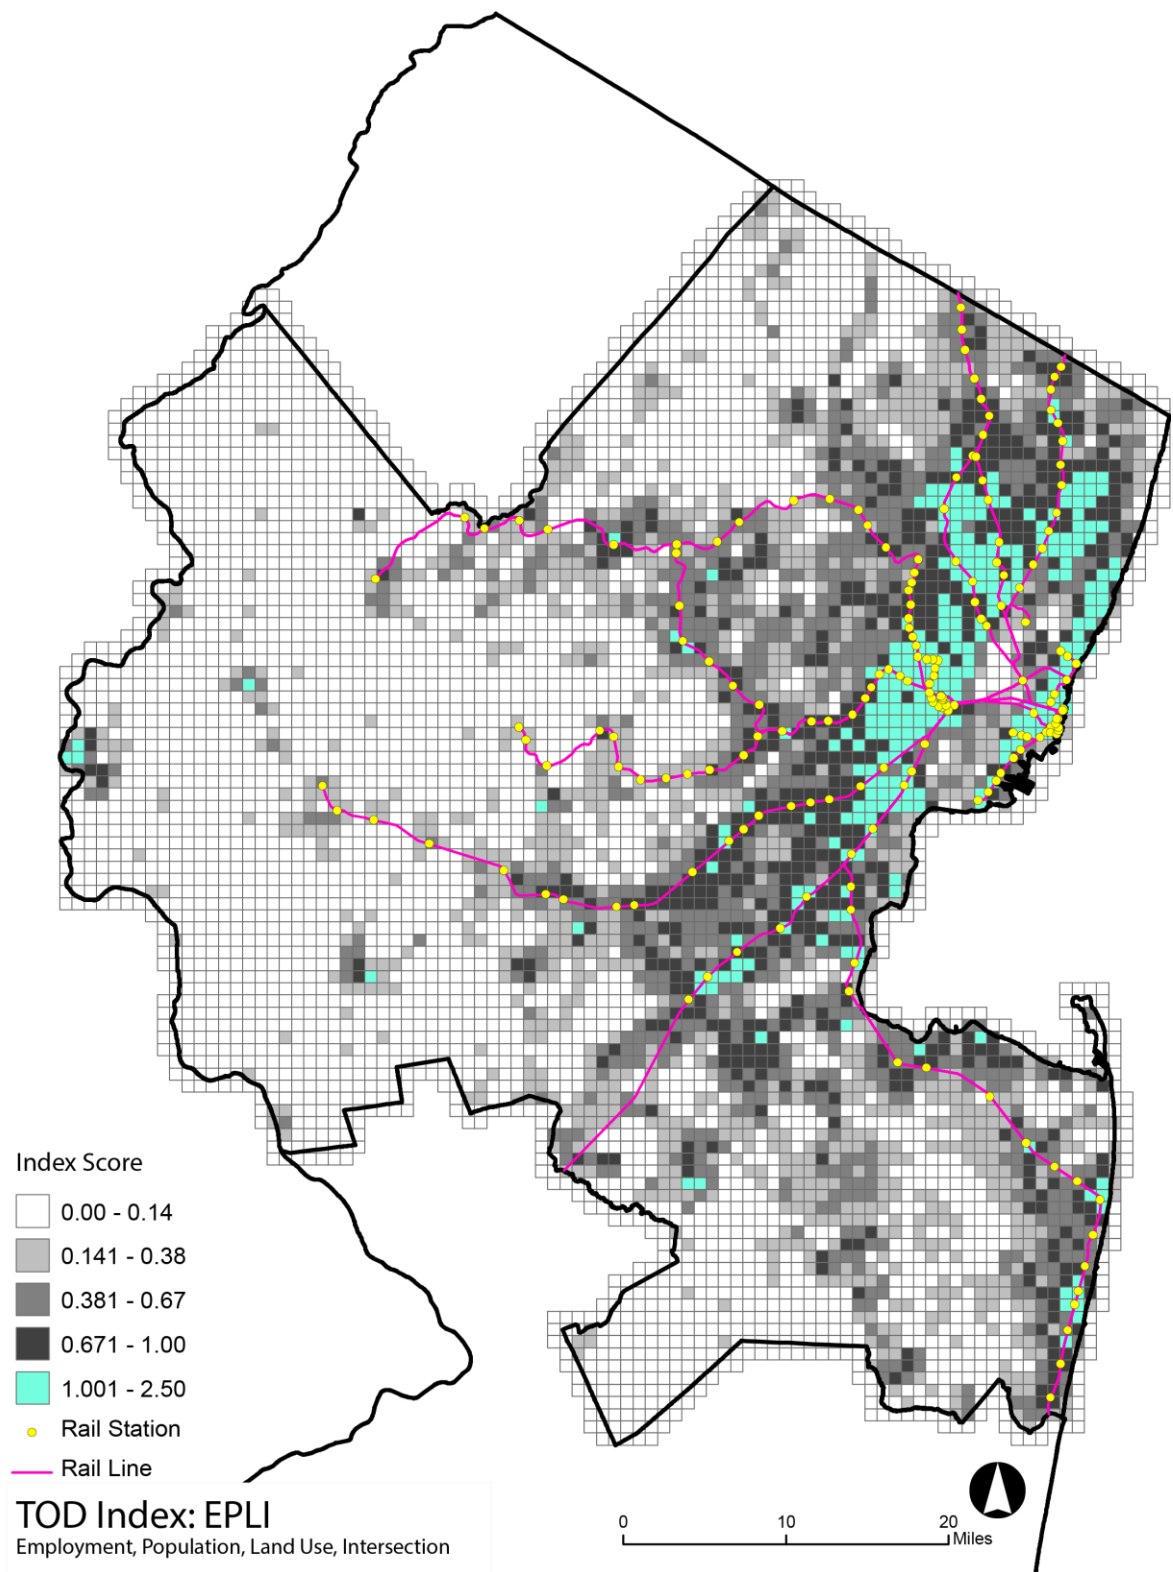 Index Score
0.00 - 0.14
0.141 - 0.38
0.381 - 0.67
0.671 - 1.00
1.001 - 2.50
Rail Station
Rail Line
TOD Index: EPLI
Employment, Population, Land Use, Intersection
0 10 20
Miles